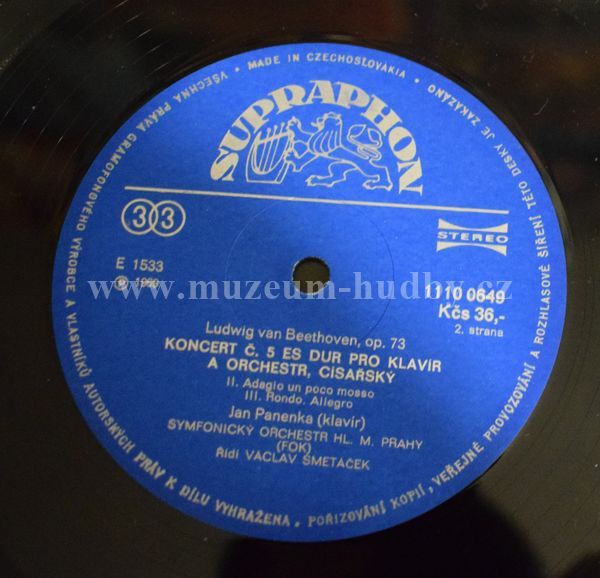 VŠECHNA PRÁVA GRAMOFONOVÉHO VÝROBCE A VLASTNÍKŮ AUTORSKÝCH PRÁV K DÍLU VYHRAŽENA. POŘIZOVÁNÍ KOPIÍ, VEŘEJNÉ PROVOZOVÁNÍ A ROZHLASOVÉ ŠÍŘENÍ TÉTO DESKY JE ZAKÁZÁNO • MADE IN CZECHOSLOVAKIA •
SUPRAPHON
33
STEREO
E 1533
1110 0649
Kčs 36,-
2. strana
www.muzeum-hudby.cz
Ludwig van Beethoven, op. 73
KONCERT Č. 5 ES DUR PRO KLAVÍR
A ORCHESTR, CÍSAŘSKÝ
II. Adagio un poco mosso
III. Rondo. Allegro
Jan Panenka (klavír)
SYMFONICKÝ ORCHESTR HL. M. PRAHY
(FOK)
Řídí VÁCLAV SMETÁČEK